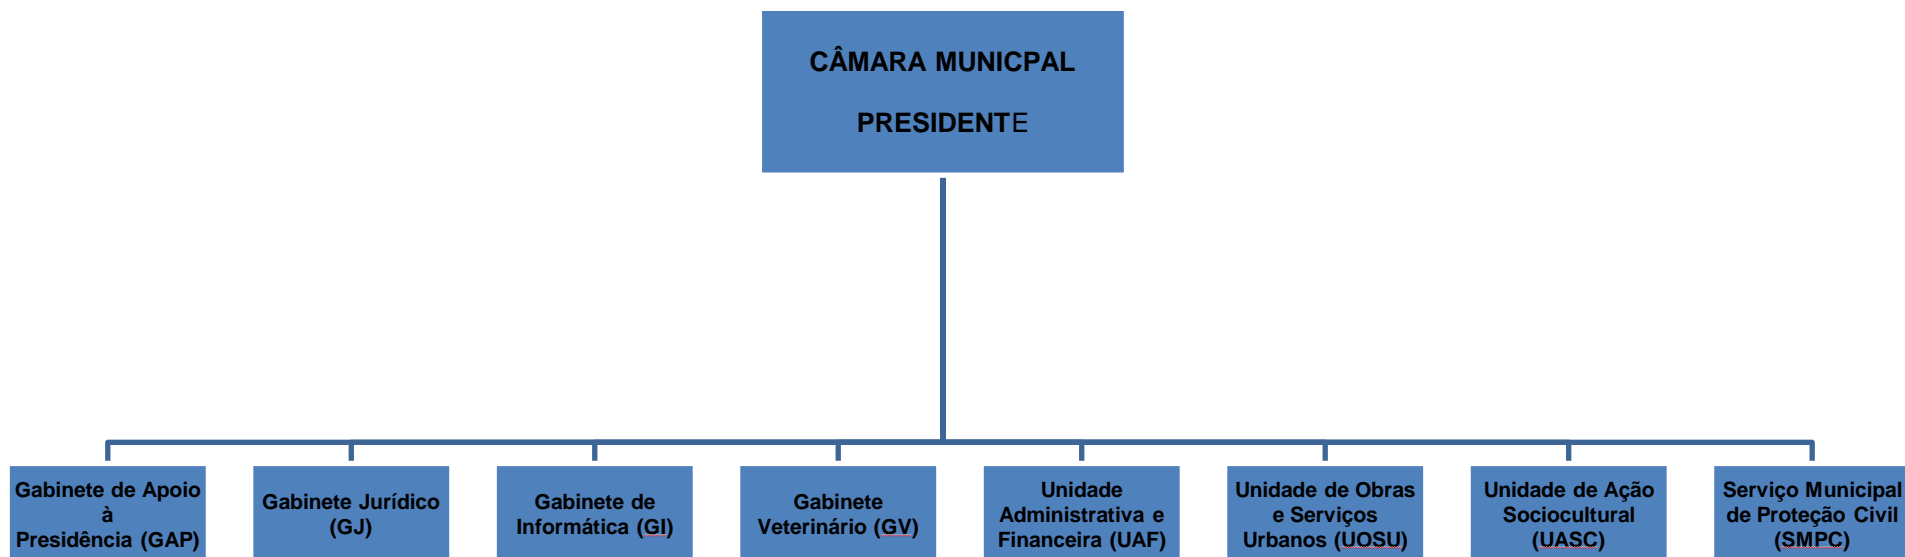 CÂMARA MUNICPAL
PRESIDENTE
Gabinete de Apoio
à
Presidência (GAP)
Gabinete Jurídico
(GJ)
Gabinete de
Informática (GI)
Gabinete
Veterinário (GV)
Unidade
Administrativa e
Financeira (UAF)
Unidade de Obras
e Serviços
Urbanos (UOSU)
Unidade de Ação
Sociocultural
(UASC)
Serviço Municipal
de Proteção Civil
(SMPC)